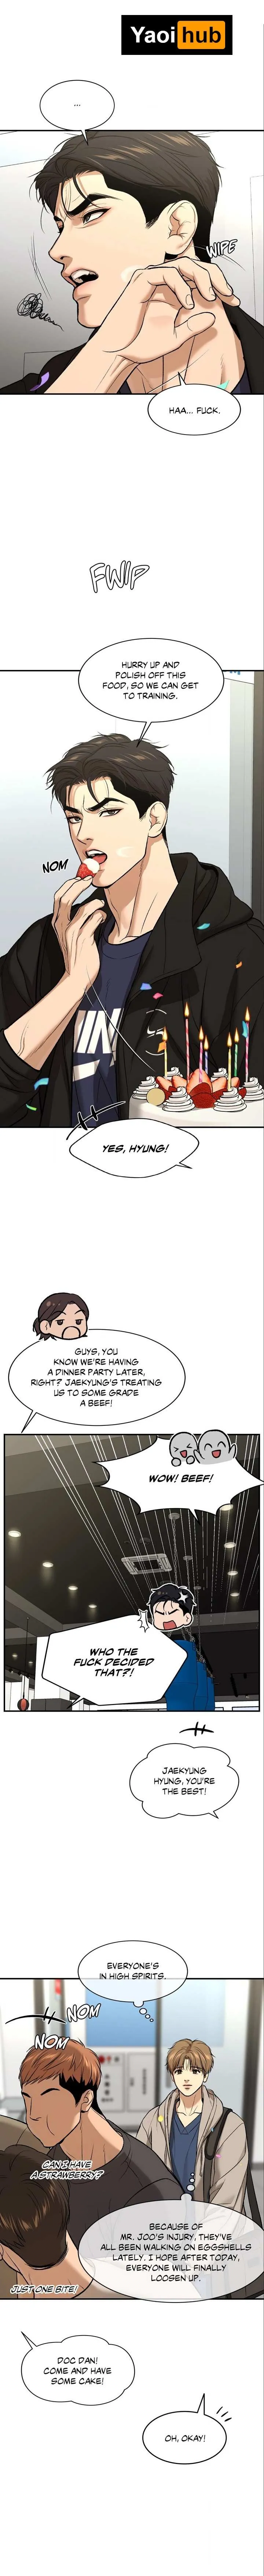 Yaoi hub
...
WIPE
HAA... FUCK.
FWIP
HURRY UP AND
POLISH OFF THIS
FOOD, SO WE CAN GET
TO TRAINING.
NOM
YES, HYUNG!
GUYS, YOU
KNOW WE'RE HAVING
A DINNER PARTY LATER,
RIGHT? JAEKYUNG'S TREATING
US TO SOME GRADE
A BEEF!
WOW! BEEF!
WHO THE
FUCK DECIDED
THAT?!
JAEKYUNG
HYUNG, YOU'RE
THE BEST!
EVERYONE'S
IN HIGH SPIRITS.
NOM
NOM
CAN I HAVE
A STRAWBERRY?
BECAUSE OF
MR. JOO'S INJURY, THEY'VE
ALL BEEN WALKING ON EGGSHELLS
LATELY. I HOPE AFTER TODAY,
EVERYONE WILL FINALLY
LOOSEN UP.
JUST ONE BITE!
DOC DAN!
COME AND HAVE
SOME CAKE!
OH, OKAY!